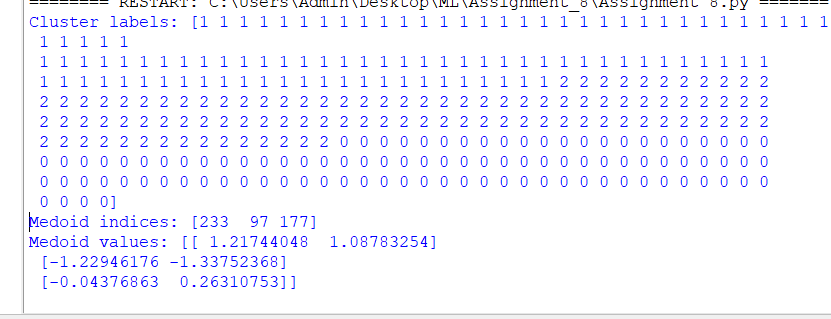 ======== RESTART: C:\Users\Admin\Desktop\ML\Assignment_8\Assignment 8.py =======
Cluster labels: [1 1 1 1 1 1 1 1 1 1 1 1 1 1 1 1 1 1 1 1 1 1 1 1 1 1 1 1 1 1 1 1
1 1 1 1 1
1 1 1 1 1 1 1 1 1 1 1 1 1 1 1 1 1 1 1 1 1 1 1 1 1 1 1 1 1 1 1 1 1 1 1 1 1
1 1 1 1 1 1 1 1 1 1 1 1 1 1 1 1 1 1 1 1 1 1 1 1 1 1 2 2 2 2 2 2 2 2 2 2 2
2 2 2 2 2 2 2 2 2 2 2 2 2 2 2 2 2 2 2 2 2 2 2 2 2 2 2 2 2 2 2 2 2 2 2 2 2
2 2 2 2 2 2 2 2 2 2 2 2 2 2 2 2 2 2 2 2 2 2 2 2 2 2 2 2 2 2 2 2 2 2 2 2 2
2 2 2 2 2 2 2 2 2 2 2 2 2 2 2 0 0 0 0 0 0 0 0 0 0 0 0 0 0 0 0 0 0 0 0 0 0
0 0 0 0 0 0 0 0 0 0 0 0 0 0 0 0 0 0 0 0 0 0 0 0 0 0 0 0 0 0 0 0 0 0 0 0 0
0 0 0 0 0 0 0 0 0 0 0 0 0 0 0 0 0 0 0 0 0 0 0 0 0 0 0 0 0 0 0 0 0 0 0 0 0
0 0 0 0]
Medoid indices: [233  97 177]
Medoid values: [[ 1.21744048  1.08783254]
[-1.22946176 -1.33752368]
[-0.04376863  0.26310753]]